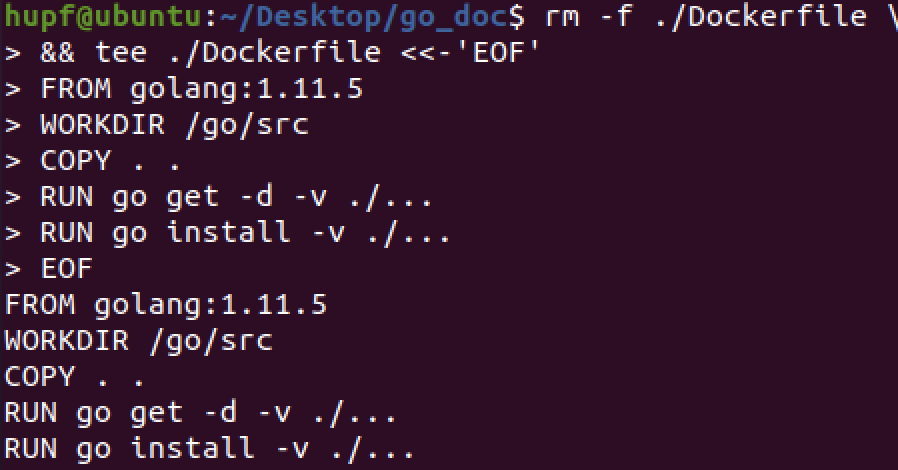 hupf@ubuntu:~/Desktop/go_doc$ rm -f ./Dockerfile \
> && tee ./Dockerfile <<-'EOF'
> FROM golang:1.11.5
> WORKDIR /go/src
> COPY . .
> RUN go get -d -v ./...
> RUN go install -v ./...
> EOF
FROM golang:1.11.5
WORKDIR /go/src
COPY . .
RUN go get -d -v ./...
RUN go install -v ./...